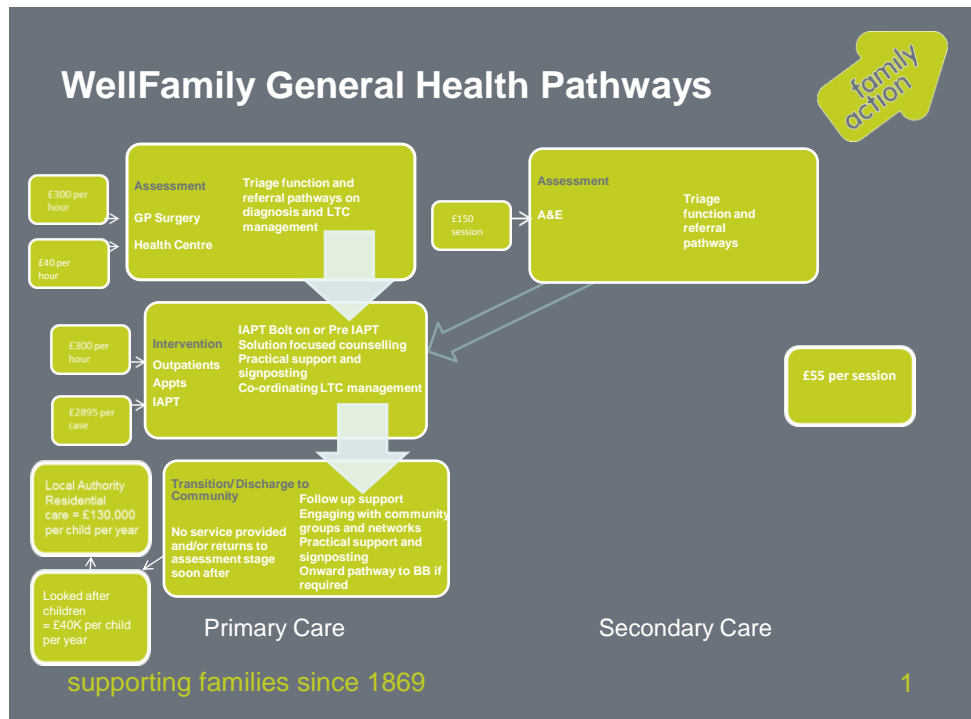 WellFamily General Health Pathways
family
action
£300 per
hour
£40 per
hour
Assessment
GP Surgery
Health Centre
Triage function and
referral pathways on
diagnosis and LTC
management
£150
session
Assessment
A&E
Triage
function and
referral
pathways
£300 per
hour
£2895 per
case
Intervention
Outpatients
Appts
IAPT
IAPT Bolt on or Pre IAPT
Solution focused counselling
Practical support and
signposting
Co-ordinating LTC management
£55 per session
Local Authority
Residential
care = £130,000
per child per year
Looked after
children
= £40K per child
per year
Transition/ Discharge to
Community
No service provided
and/or returns to
assessment stage
soon after
Follow up support
Engaging with community
groups and networks
Practical support and
signposting
Onward pathway to BB if
required
Primary Care
Secondary Care
supporting families since 1869
1